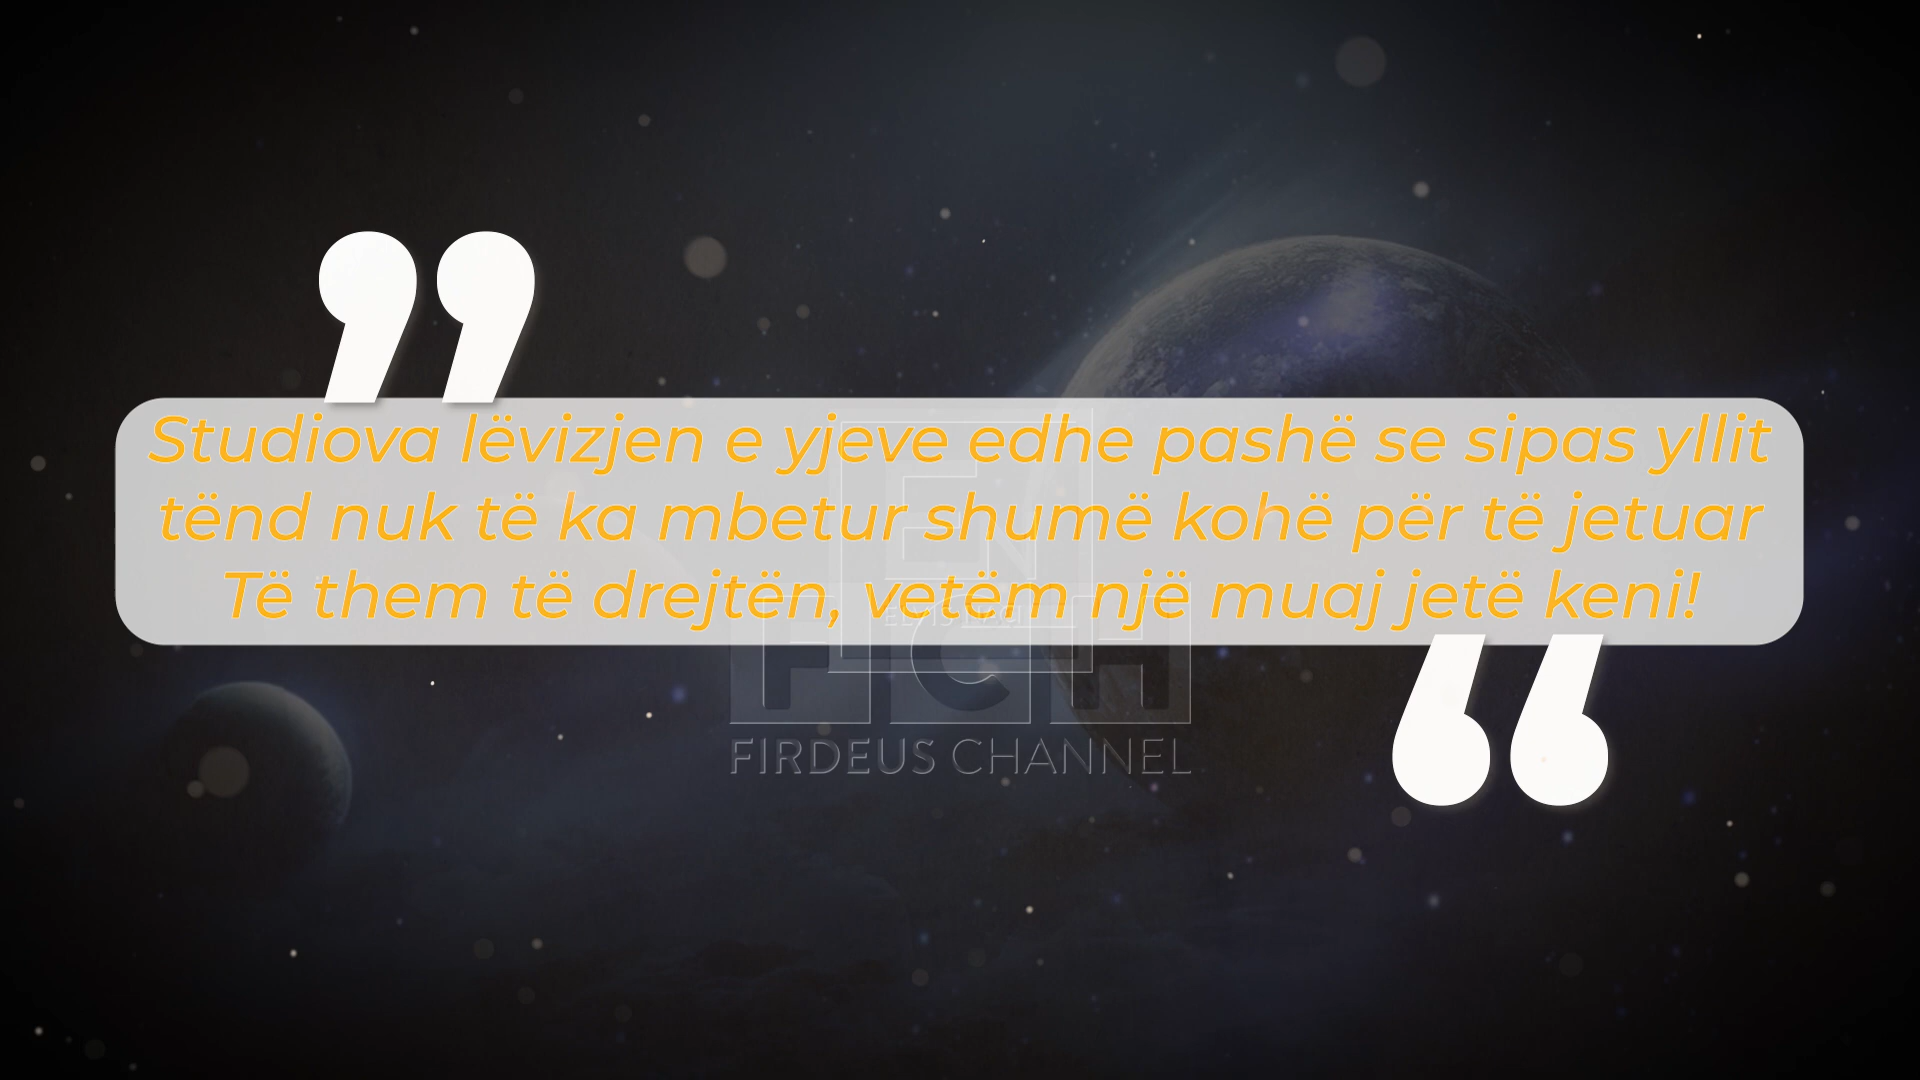 Studiova lëvizjen e yjeve edhe pashë se sipas yllit
tënd nuk të ka mbetur shumë kohë për të jetuar
Të them të drejtën, vetëm një muaj jetë keni!
FCH
FIRDEUS CHANNEL